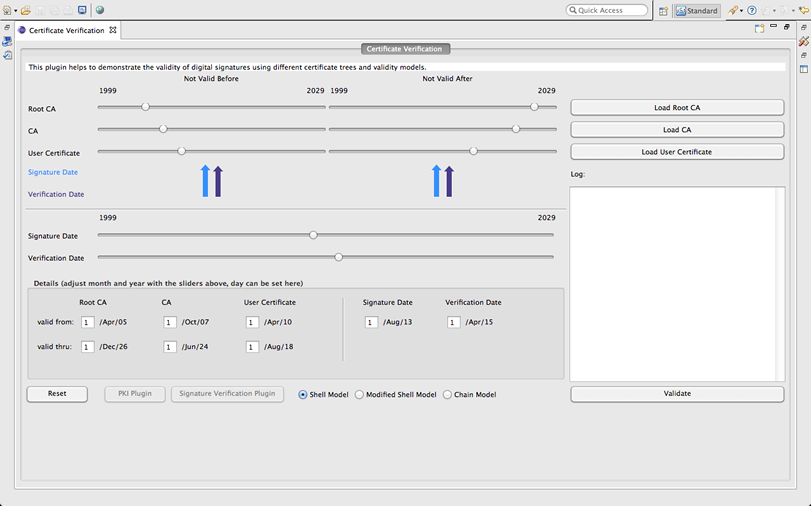 Quick Access
Standard
Certificate Verification
Certificate Verification
This plugin helps to demonstrate the validity of digital signatures using different certificate trees and validity models.
Not Valid Before Not Valid After
1999 2029 1999 2029
Root CA Load Root CA
CA Load CA
User Certificate Load User Certificate
Signature Date Log:
Verification Date
1999 2029
Signature Date
Verification Date
Details (adjust month and year with the sliders above, day can be set here)
Root CA CA User Certificate Signature Date Verification Date
valid from: 1 /Apr/05 1 /Oct/07 1 /Apr/10 1 /Aug/13 1 /Apr/15
valid thru: 1 /Dec/26 1 /Jun/24 1 /Aug/18
Reset PKI Plugin Signature Verification Plugin Shell Model Modified Shell Model Chain Model Validate